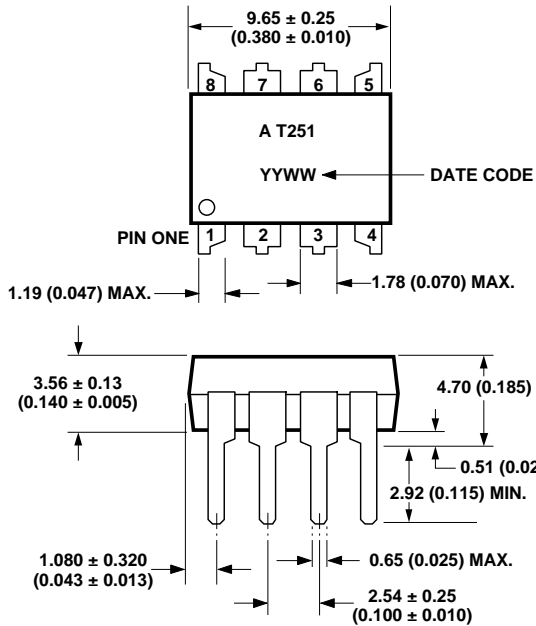 9.65 ± 0.25
(0.380 ± 0.010)
8 7 6 5
A T251
YYWW
DATE CODE
PIN ONE
1 2 3 4
1.19 (0.047) MAX.
1.78 (0.070) MAX.
3.56 ± 0.13
(0.140 ± 0.005)
4.70 (0.185)
0.51 (0.02
2.92 (0.115) MIN.
1.080 ± 0.320
(0.043 ± 0.013)
0.65 (0.025) MAX.
2.54 ± 0.25
(0.100 ± 0.010)